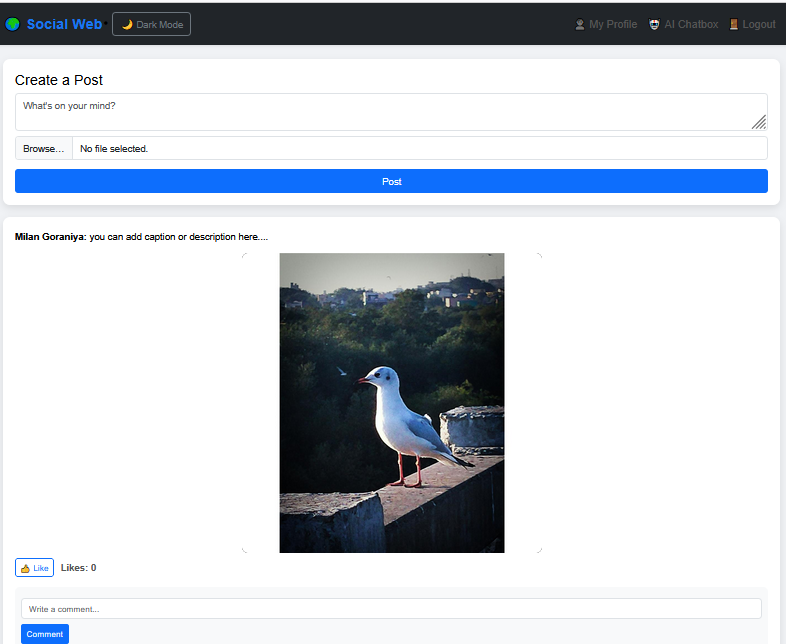 Social Web
Dark Mode
My Profile
AI Chatbox
Logout
Create a Post
What's on your mind?
Browse...
No file selected.
Post
Milan Goraniya: you can add caption or description here....
Like
Likes: 0
Write a comment...
Comment